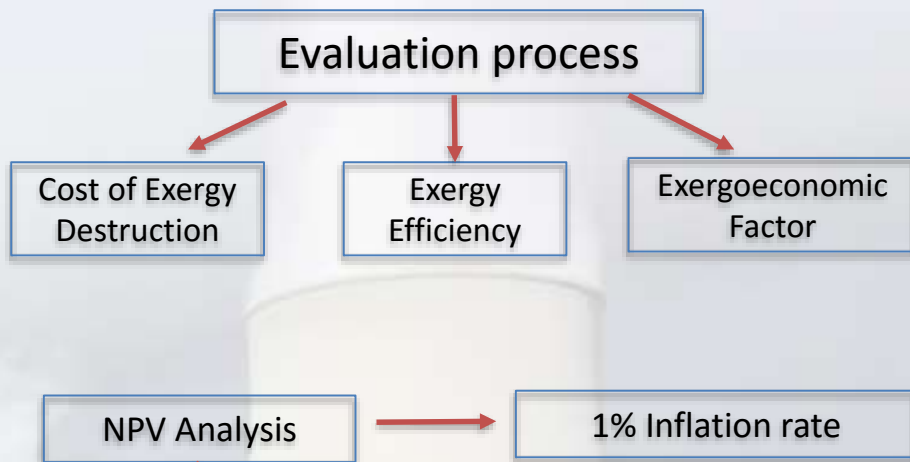 Evaluation process
Cost of Exergy
Destruction
Exergy
Efficiency
Exergoeconomic
Factor
NPV Analysis
1% Inflation rate